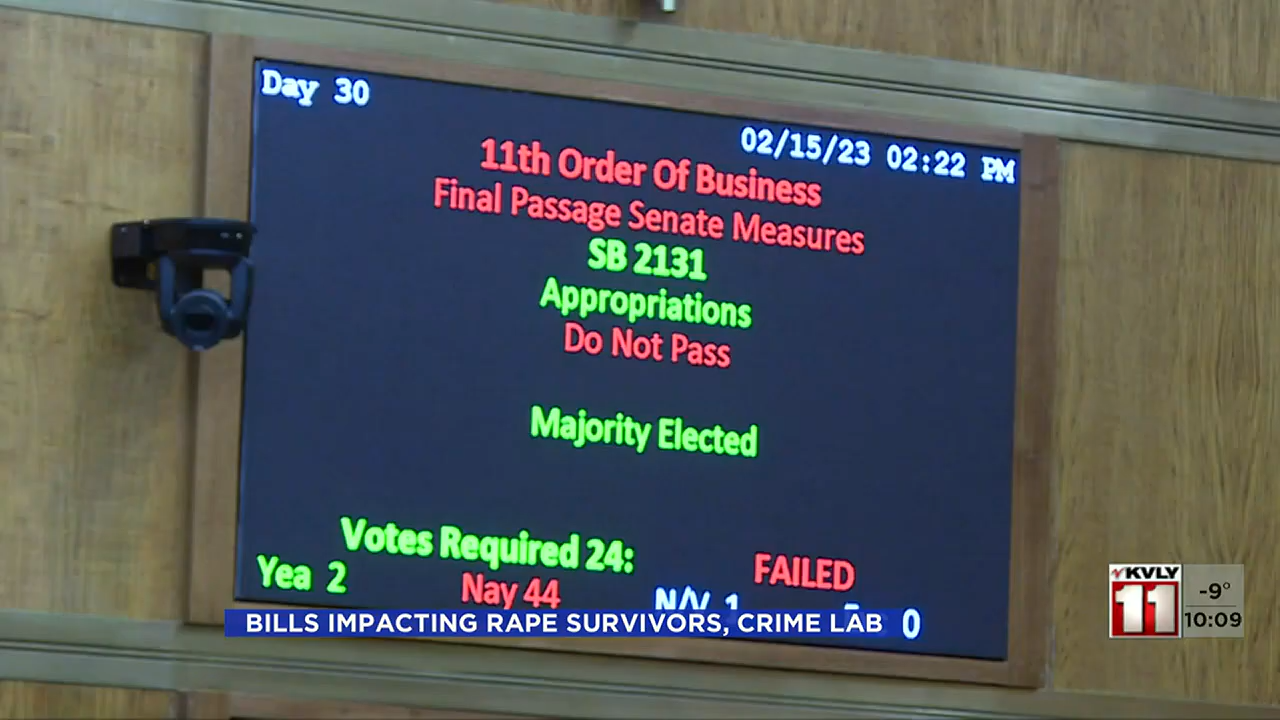 Day 30
02/15/23 02:22 PM
11th Order Of Business
Final Passage Senate Measures
SB 2131
Appropriations
Do Not Pass
Majority Elected
Votes Required 24:
FAILED
Yea 2
Nay 44
N/V 1
0
BILLS IMPACTING RAPE SURVIVORS, CRIME LAB
KVLY
11
-9°
10:09